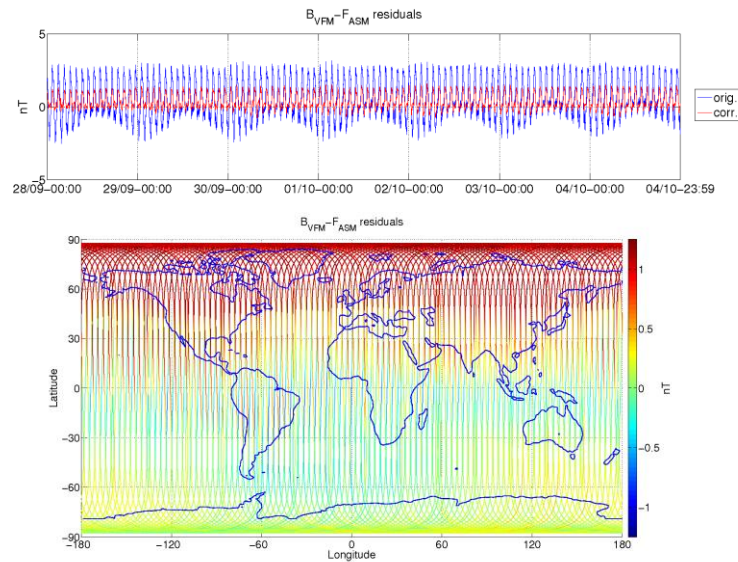 B_VFM-F_ASM residuals
5
0
-5
nT
28/09-00:00 29/09-00:00 30/09-00:00 01/10-00:00 02/10-00:00 03/10-00:00 04/10-00:00 04/10-23:59
orig.
corr.
B_VFM-F_ASM residuals
90
60
30
0
-30
-60
-90
Latitude
-180 -120 -60 0 60 120 180
Longitude
1
0.5
0
-0.5
-1
nT